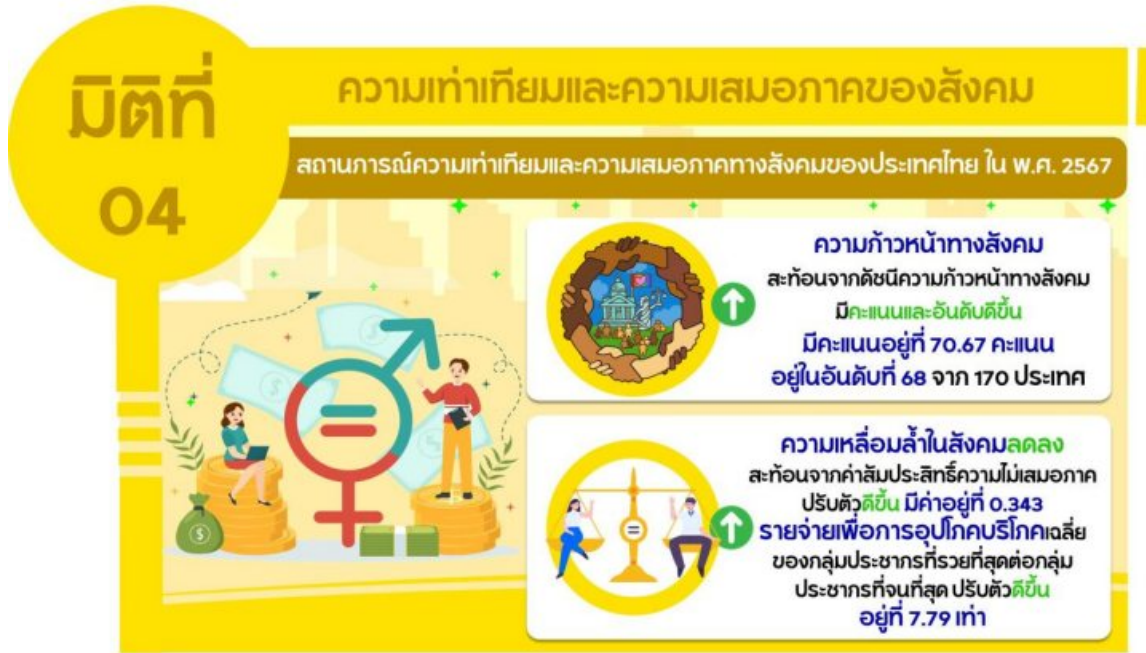 มิติที่
04
ความเท่าเทียมและความเสมอภาคของสังคม
สถานการณ์ความเท่าเทียมและความเสมอภาคทางสังคมของประเทศไทย ใน พ.ศ. 2567
ความก้าวหน้าทางสังคม
สะท้อนจากดัชนีความก้าวหน้าทางสังคม
มีคะแนนและอันดับดีขึ้น
มีคะแนนอยู่ที่ 70.67 คะแนน
อยู่ในอันดับที่ 68 จาก 170 ประเทศ
ความเหลื่อมล้ำในสังคมลดลง
สะท้อนจากค่าสัมประสิทธิ์ความไม่เสมอภาค
ปรับตัวดีขึ้น มีค่าอยู่ที่ 0.343
รายจ่ายเพื่อการอุปโภคบริโภคเฉลี่ย
ของกลุ่มประชากรที่รวยที่สุดต่อกลุ่ม
ประชากรที่จนที่สุด ปรับตัวดีขึ้น
อยู่ที่ 7.79 เท่า